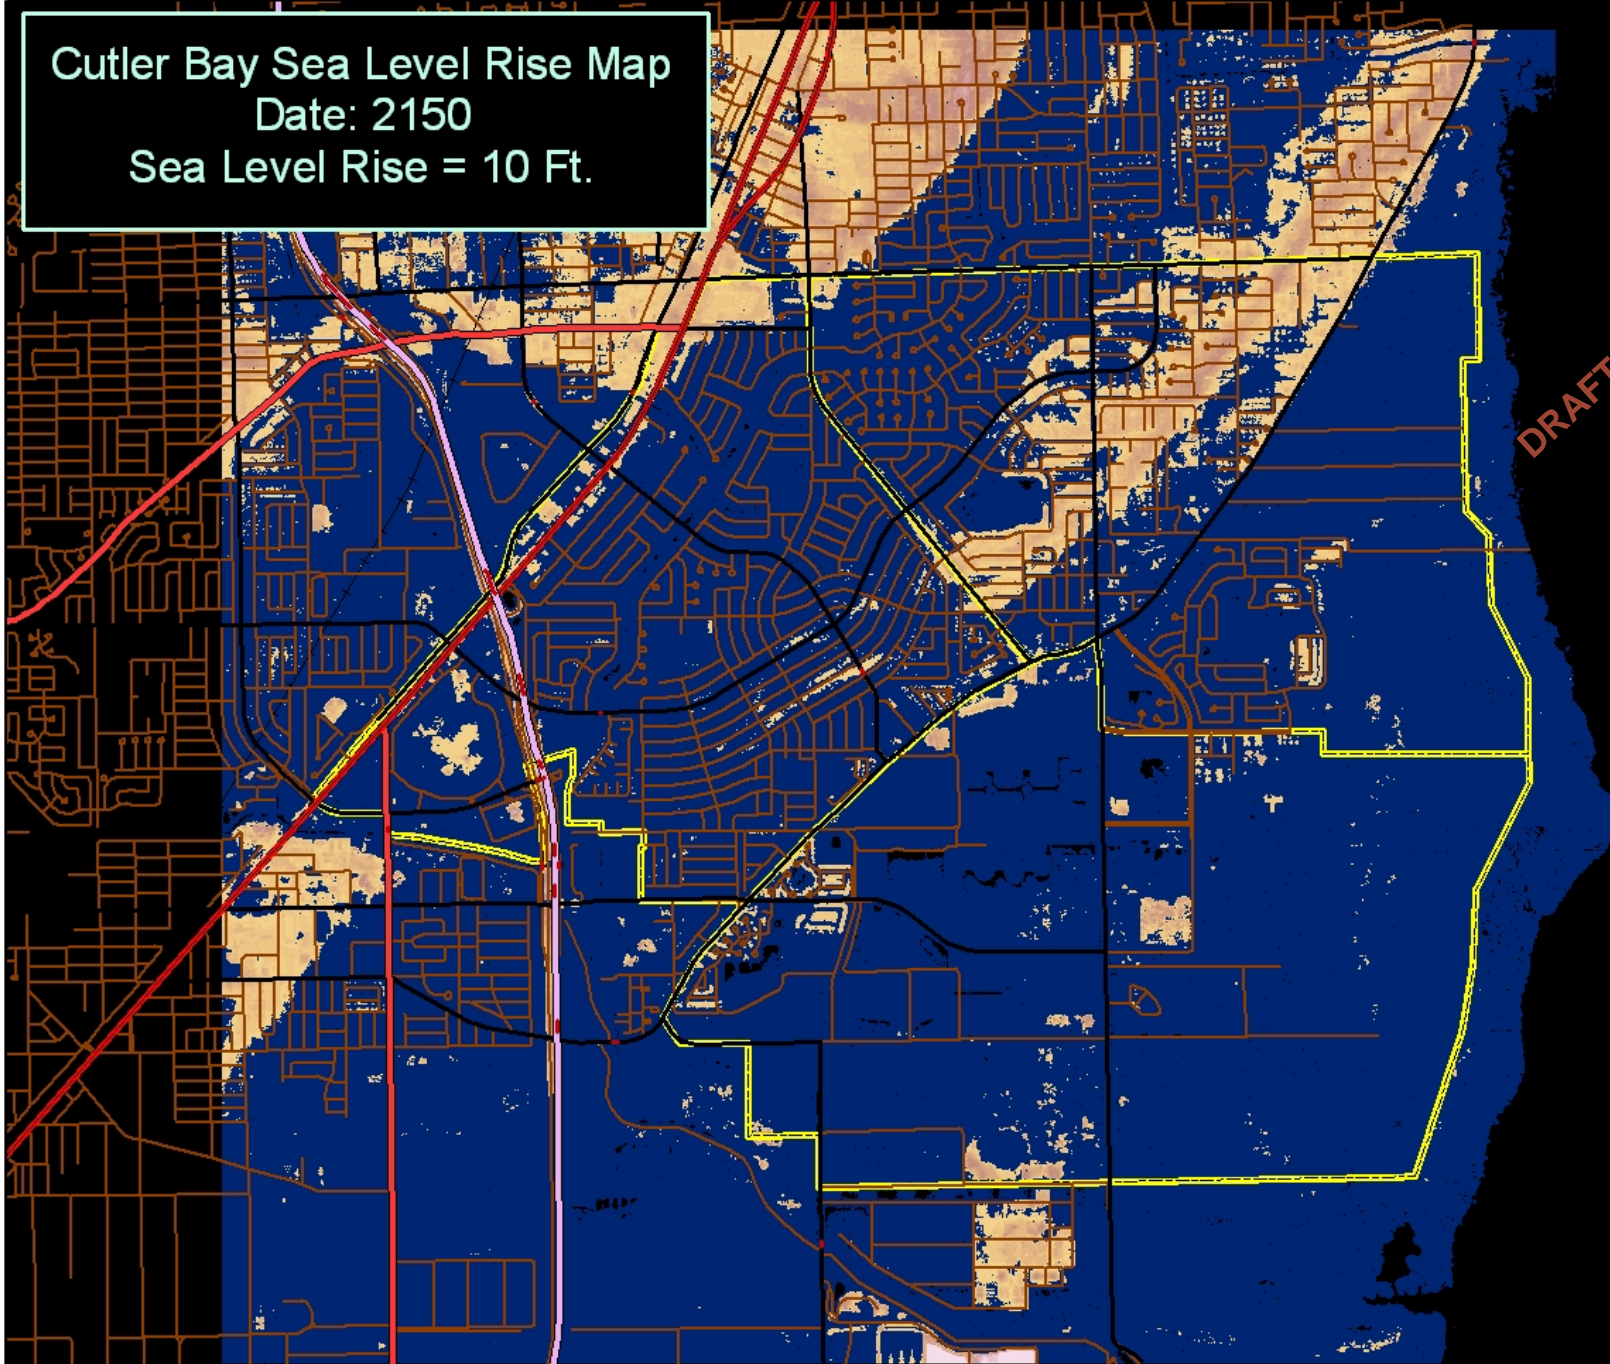 Cutler Bay Sea Level Rise Map
Date: 2150
Sea Level Rise = 10 Ft.
DRAFT